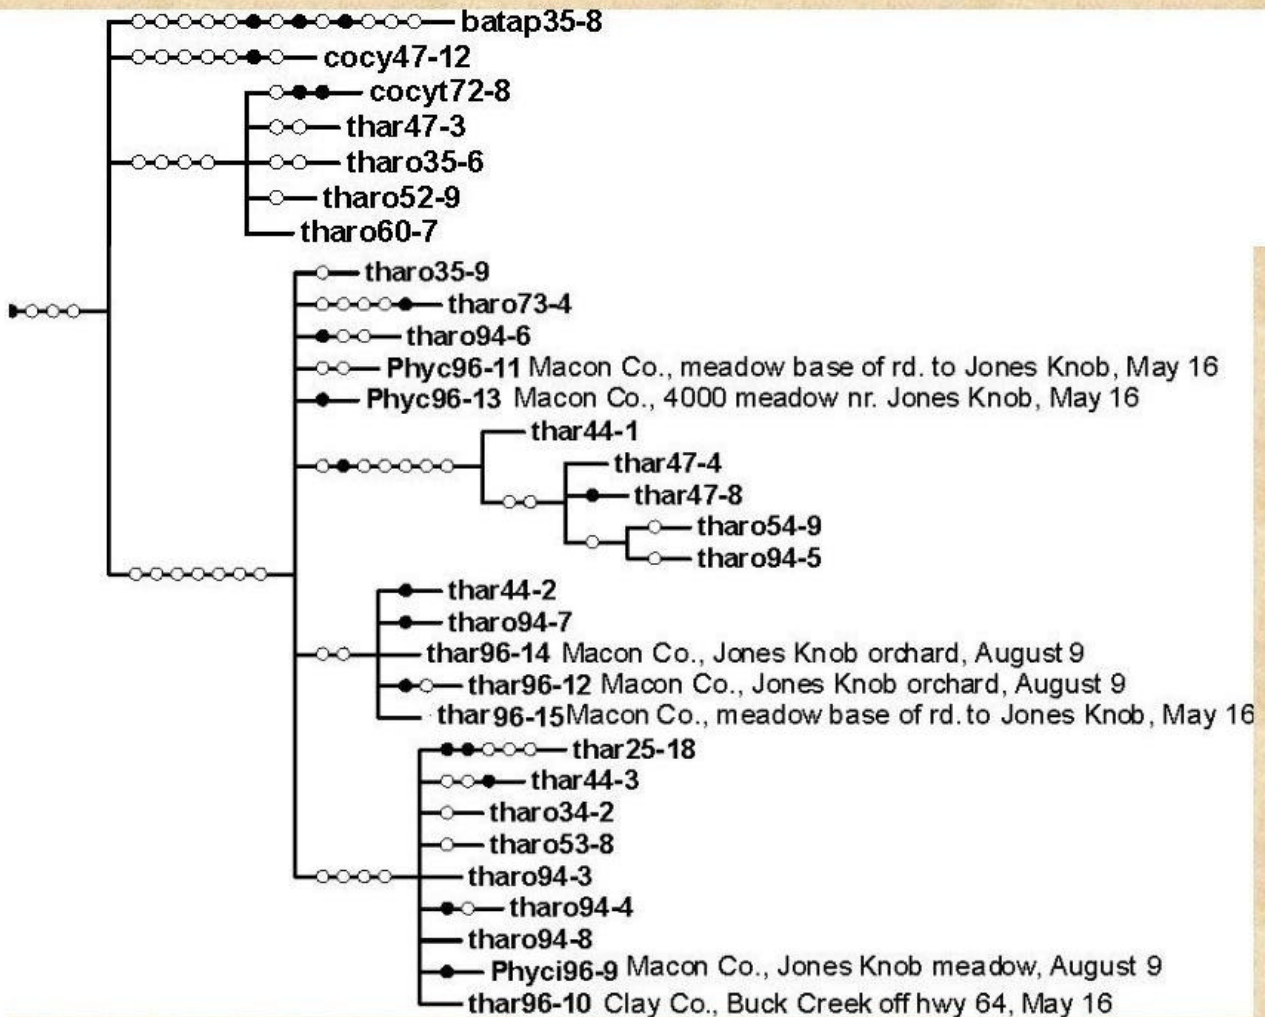 batap35-8
cocy47-12
cocyt72-8
thar47-3
tharo35-6
tharo52-9
tharo60-7
tharo35-9
tharo73-4
tharo94-6
Phyc96-11 Macon Co., meadow base of rd. to Jones Knob, May 16
Phyc96-13 Macon Co., 4000 meadow nr. Jones Knob, May 16
thar44-1
thar47-4
thar47-8
tharo54-9
tharo94-5
thar44-2
tharo94-7
thar96-14 Macon Co., Jones Knob orchard, August 9
thar96-12 Macon Co., Jones Knob orchard, August 9
thar96-15 Macon Co., meadow base of rd. to Jones Knob, May 16
thar25-18
thar44-3
tharo34-2
tharo53-8
tharo94-3
tharo94-4
tharo94-8
Phyci96-9 Macon Co., Jones Knob meadow, August 9
thar96-10 Clay Co., Buck Creek off hwy 64, May 16